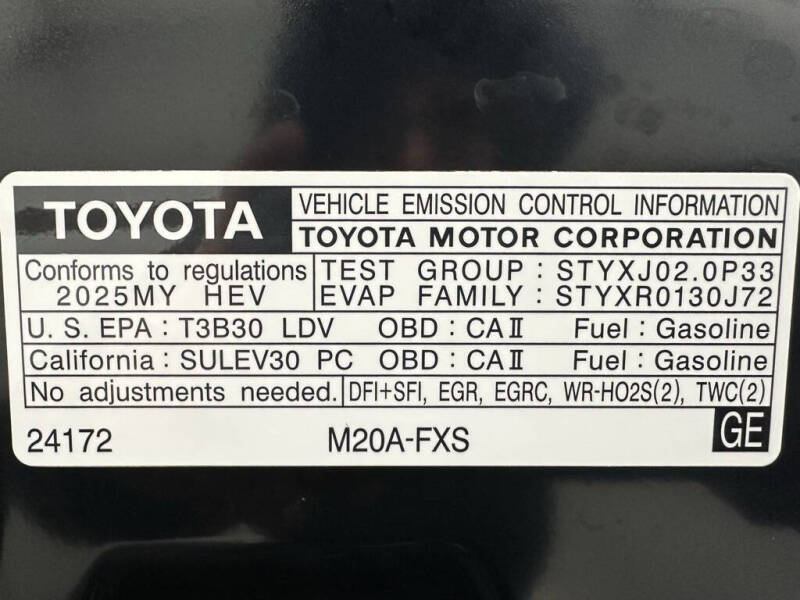 TOYOTA
VEHICLE EMISSION CONTROL INFORMATION
TOYOTA MOTOR CORPORATION
Conforms to regulations
2025MY HEV
TEST GROUP : STYXJ02.0P33
EVAP FAMILY : STYXR0130J72
U. S. EPA : T3B30 LDV OBD : CAⅡ Fuel : Gasoline
California : SULEV30 PC OBD : CAⅡ Fuel : Gasoline
No adjustments needed. DFI+SFI, EGR, EGRC, WR-HO2S(2), TWC(2)
24172 M20A-FXS GE